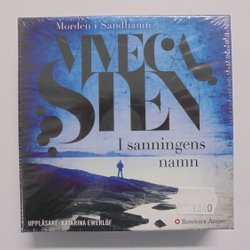 Morden i Sandhamn
VIVECA
STEN
I sanningens
namn
UPPLÄSARE: KATARINA EWERLÖF
BONNIER AUDIO